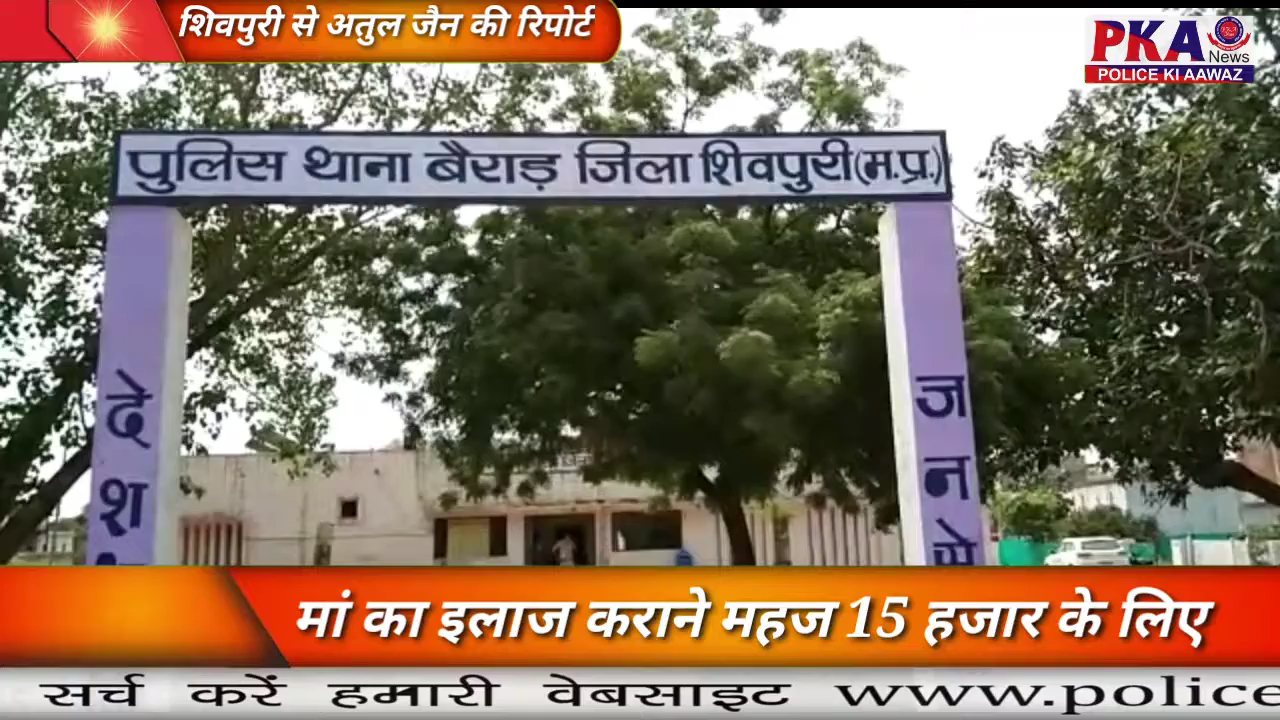 शिवपुरी से अतुल जैन की रिपोर्ट
PKA
News
POLICE KI AAWAZ
पुलिस थाना बैराड़ जिला शिवपुरी (म.प्र.)
देश
जनसे
मां का इलाज कराने महज 15 हजार के लिए
सर्च करें हमारी वेबसाइट www.police